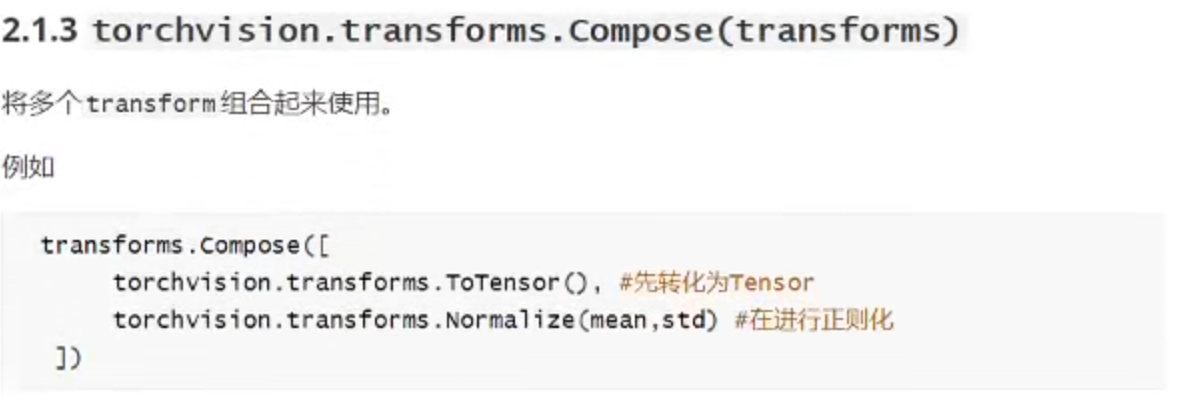 2.1.3 torchvision.transforms.Compose(transforms)
将多个transform组合起来使用。
例如
transforms.Compose([
torchvision.transforms.ToTensor(), #先转化为Tensor
torchvision.transforms.Normalize(mean,std) #在进行正则化
])